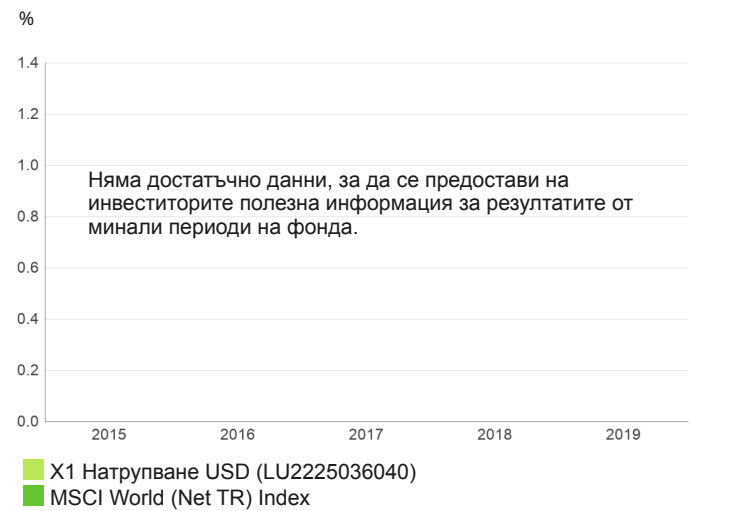 %
1.4
1.2
1.0
Няма достатъчно данни, за да се предостави на
инвеститорите полезна информация за резултатите от
минали периоди на фонда.
0.8
0.6
0.4
0.2
0.0
2015 2016 2017 2018 2019
X1 Натрупване USD (LU2225036040)
MSCI World (Net TR) Index